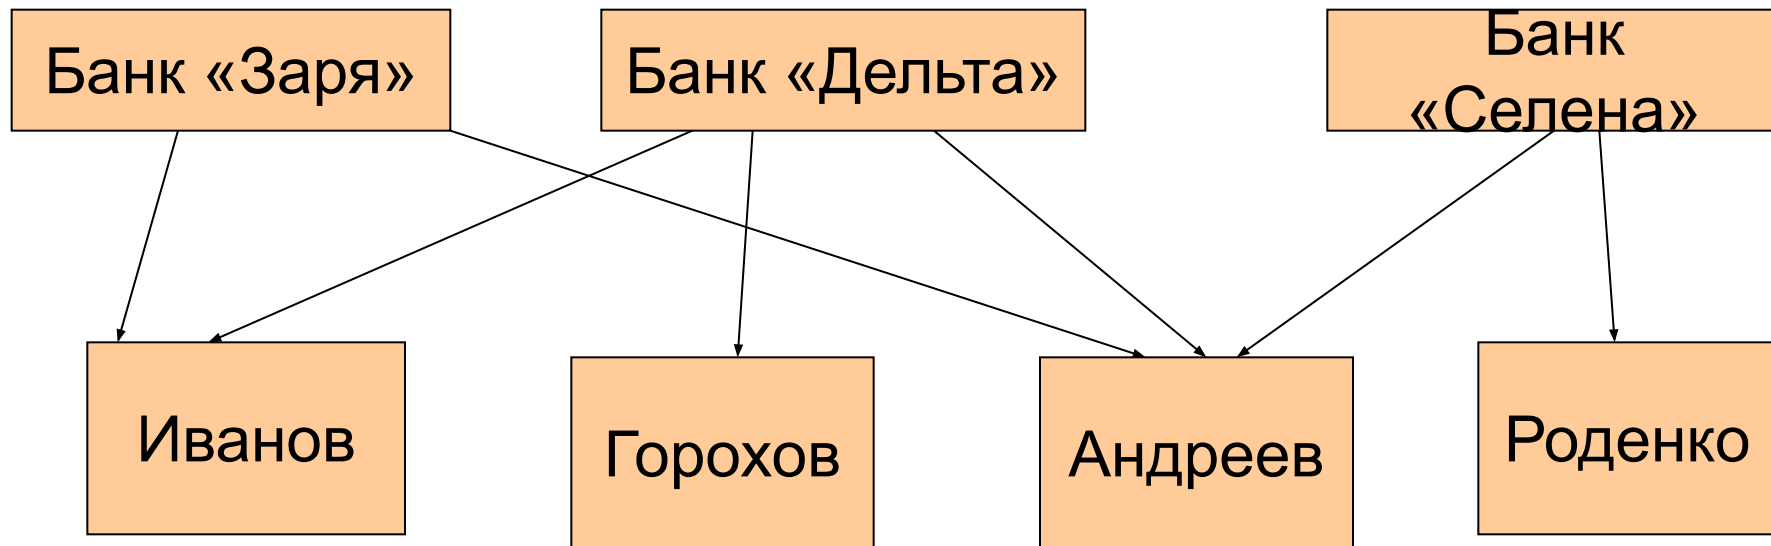 Банк «Заря»
Банк «Дельта»
Банк
«Селена»
Иванов
Горохов
Андреев
Роденко